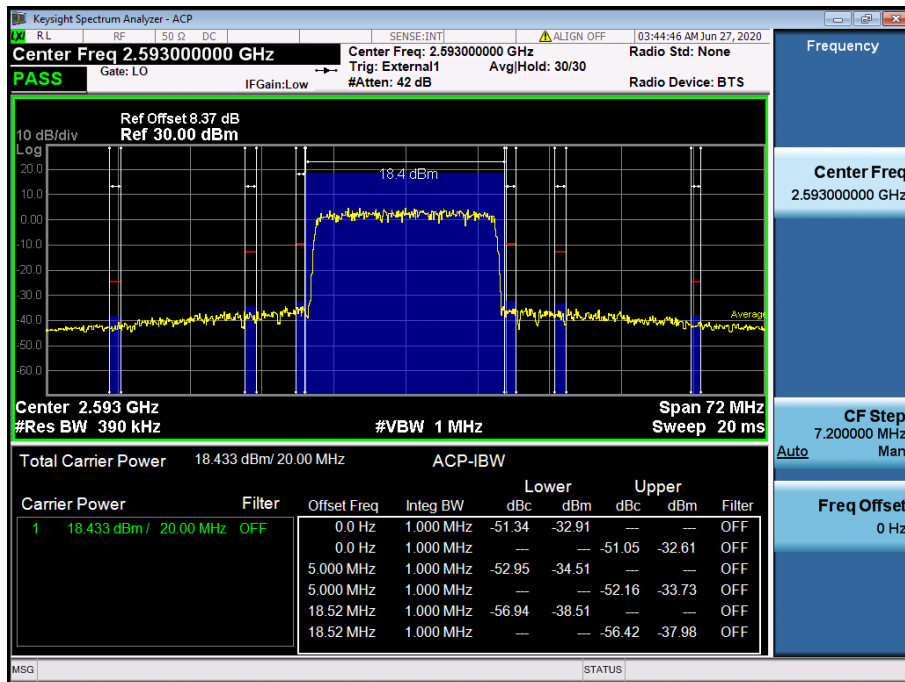 Keysight Spectrum Analyzer - ACP
LXI RL RF 50 Ω DC SENSE:INT ALIGN OFF 03:44:46 AM Jun 27, 2020
Center Freq 2.593000000 GHz
Center Freq: 2.593000000 GHz Radio Std: None
Gate: LO Trig: External1 Avg|Hold: 30/30
PASS IFGain:Low #Atten: 42 dB Radio Device: BTS
Frequency
Ref Offset 8.37 dB
10 dB/div Ref 30.00 dBm
Log
20.0
10.0
0.00
-10.0
-20.0
-30.0
-40.0
-50.0
-60.0
18.4 dBm
Average
Center 2.593 GHz Span 72 MHz
#Res BW 390 kHz #VBW 1 MHz Sweep 20 ms
Total Carrier Power 18.433 dBm/ 20.00 MHz ACP-IBW
Lower Upper
Carrier Power Filter Offset Freq Integ BW dBc dBm dBc dBm Filter
1 18.433 dBm / 20.00 MHz OFF
0.0 Hz 1.000 MHz -51.34 -32.91 --- --- OFF
0.0 Hz 1.000 MHz --- --- -51.05 -32.61 OFF
5.000 MHz 1.000 MHz -52.95 -34.51 --- --- OFF
5.000 MHz 1.000 MHz --- --- -52.16 -33.73 OFF
18.52 MHz 1.000 MHz -56.94 -38.51 --- --- OFF
18.52 MHz 1.000 MHz --- --- -56.42 -37.98 OFF
Center Freq
2.593000000 GHz
CF Step
7.200000 MHz
Auto Man
Freq Offset
0 Hz
MSG STATUS